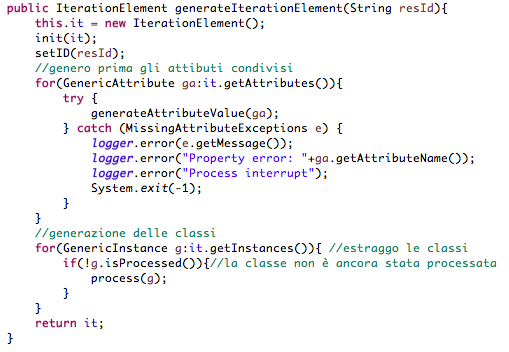 public IterationElement generateIterationElement(String resId){
    this.it = new IterationElement();
    init(it);
    setID(resId);
    //genero prima gli attibuti condivisi
    for(GenericAttribute ga:it.getAttributes()){
        try {
            generateAttributeValue(ga);
        } catch (MissingAttributeExceptions e) {
            logger.error(e.getMessage());
            logger.error("Property error: "+ga.getAttributeName());
            logger.error("Process interrupt");
            System.exit(-1);
        }
    }
    //generazione delle classi
    for(GenericInstance g:it.getInstances()){ //estraggo le classi
        if(!g.isProcessed()){//la classe non è ancora stata processata
            process(g);
        }
    }
    return it;
}